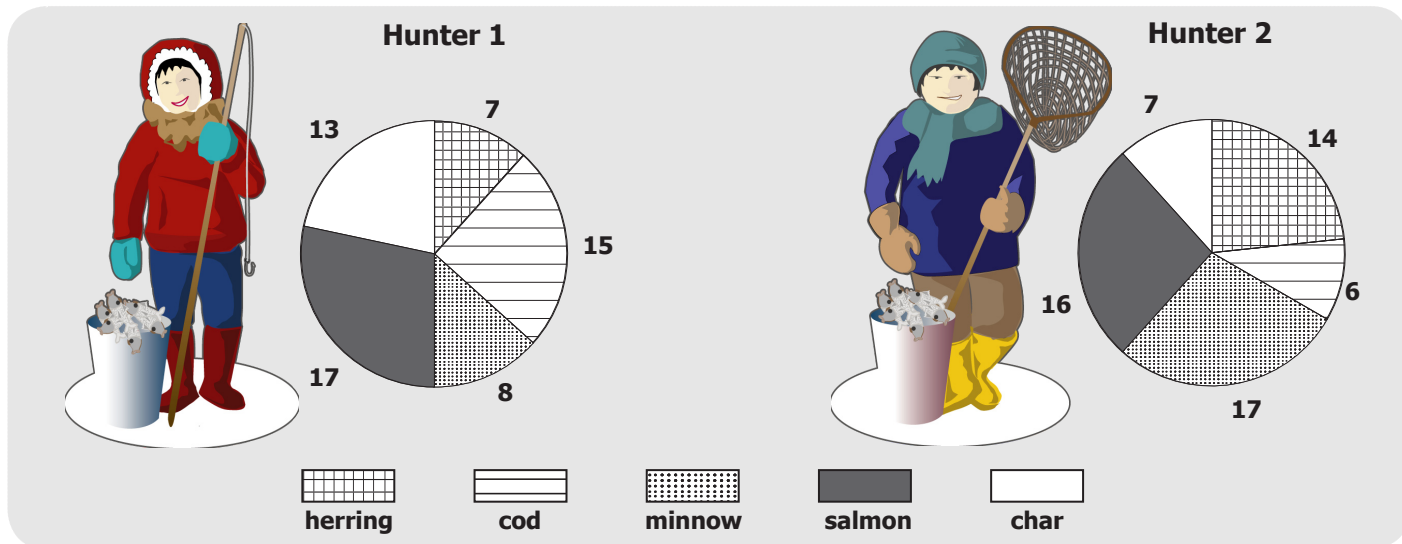 Hunter 1
13
7
15
17
8
Hunter 2
7
14
16
6
17
herring
cod
minnow
salmon
char